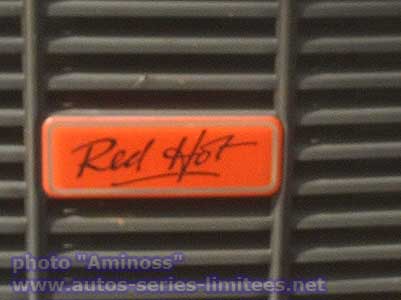 Red Hot
photo "Aminoss"
www.autos-series-limitees.net